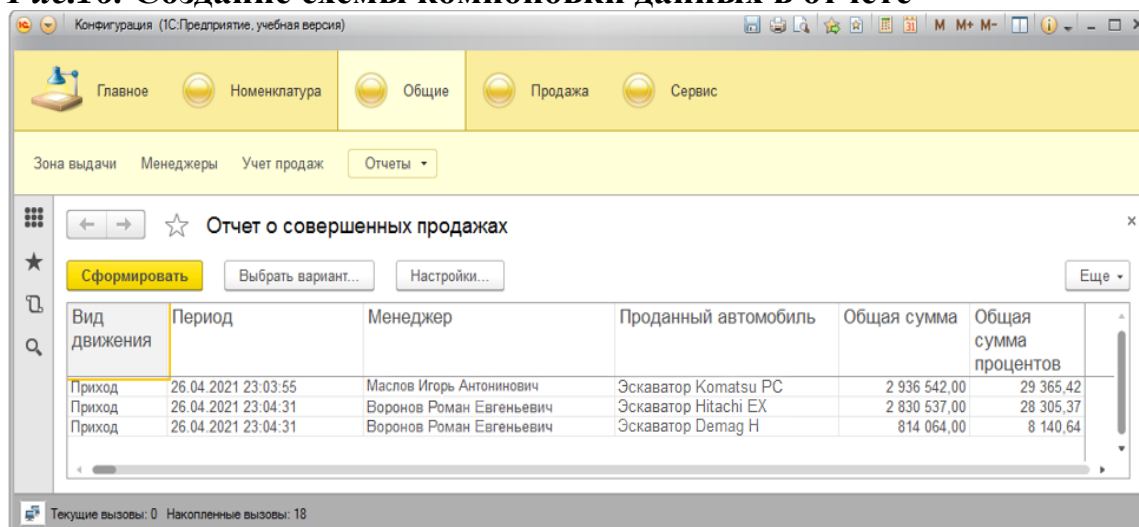 Рис.16. Создание схемы компоновки данных в отчете
Конфигурация (1С:Предприятие, учебная версия)
M M+ M-
Главное Номенклатура Общие Продажа Сервис
Зона выдачи Менеджеры Учет продаж Отчеты
Отчет о совершенных продажах
Сформировать Выбрать вариант... Настройки... Еще
Вид движения Период Менеджер Проданный автомобиль Общая сумма Общая сумма процентов
Приход 26.04.2021 23:03:55 Маслов Игорь Антонинович Эскаватор Komatsu PC 2 936 542,00 29 365,42
Приход 26.04.2021 23:04:31 Воронов Роман Евгеньевич Эскаватор Hitachi EX 2 830 537,00 28 305,37
Приход 26.04.2021 23:04:31 Воронов Роман Евгеньевич Эскаватор Demag H 814 064,00 8 140,64
Текущие вызовы: 0 Накопленные вызовы: 18